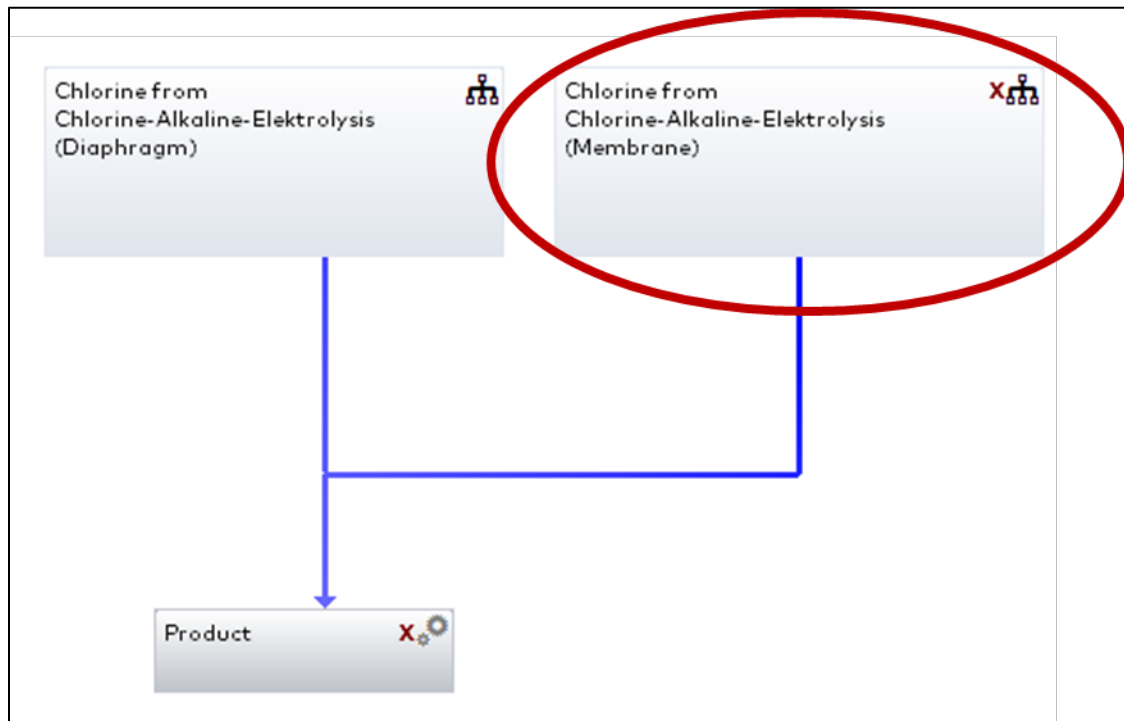 Chlorine from
Chlorine-Alkaline-Elektrolysis
(Diaphragm)
X
Chlorine from
Chlorine-Alkaline-Elektrolysis
(Membrane)
Product
X